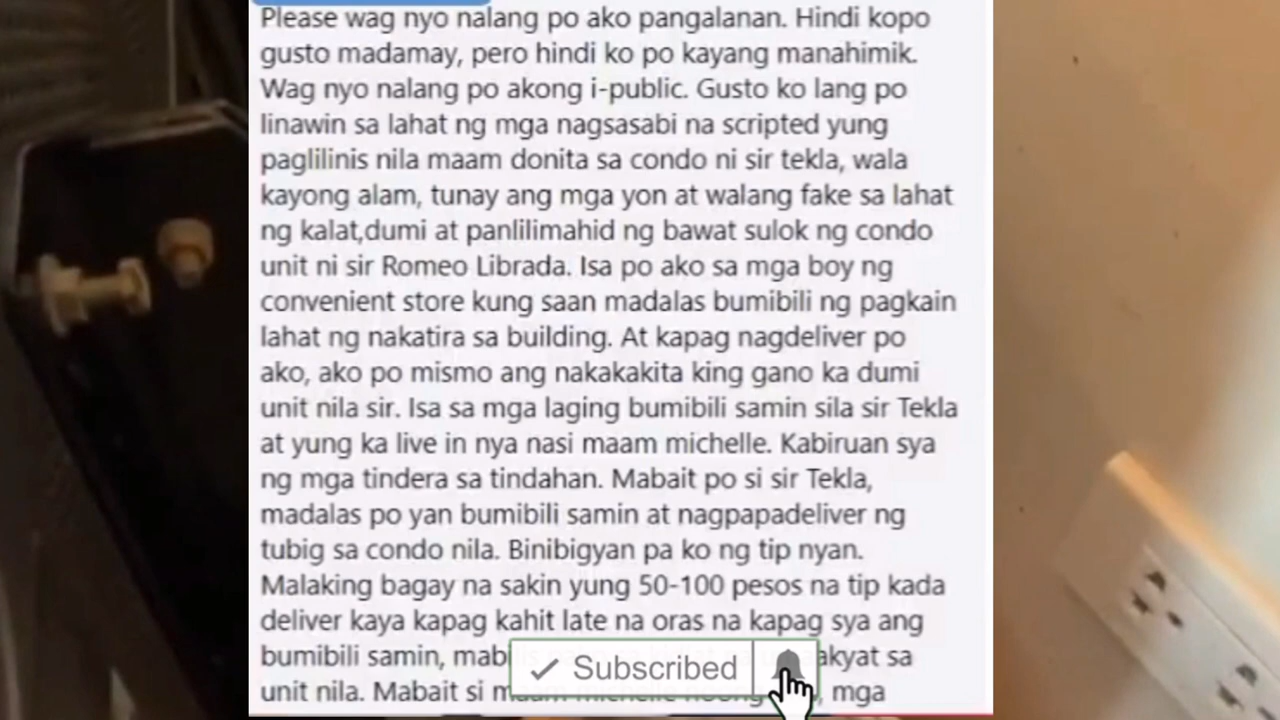 Please wag nyo nalang po ako pangalanan. Hindi kopo
gusto madamay, pero hindi ko po kayang manahimik.
Wag nyo nalang po akong i-public. Gusto ko lang po
linawin sa lahat ng mga nagsasabi na scripted yung
paglilinis nila maam donita sa condo ni sir tekla, wala
kayong alam, tunay ang mga yon at walang fake sa lahat
ng kalat,dumi at panlilimahid ng bawat sulok ng condo
unit ni sir Romeo Librada. Isa po ako sa mga boy ng
convenient store kung saan madalas bumibili ng pagkain
lahat ng nakatira sa building. At kapag nagdeliver po
ako, ako po mismo ang nakakakita king gano ka dumi
unit nila sir. Isa sa mga laging bumibili samin sila sir Tekla
at yung ka live in nya nasi maam michelle. Kabiruan sya
ng mga tindera sa tindahan. Mabait po si sir Tekla,
madalas po yan bumibili samin at nagpapadeliver ng
tubig sa condo nila. Binibigyan pa ko ng tip nyan.
Malaking bagay na sakin yung 50-100 pesos na tip kada
deliver kaya kapag kahit late na oras na kapag sya ang
bumibili samin, sa
unit nila. Mabait si maam michelle mga
Subscribed